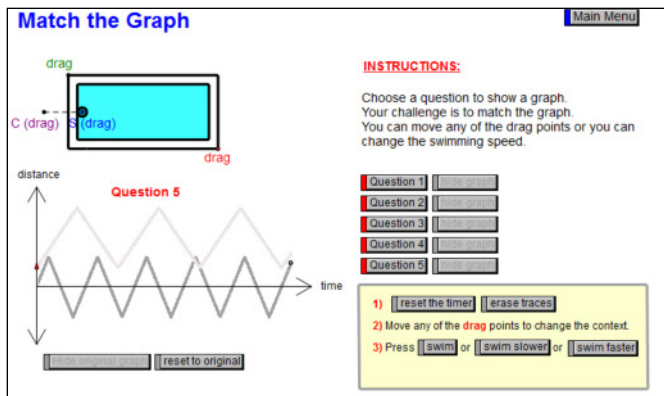 Match the Graph
Main Menu
drag
C (drag) S (drag)
drag
INSTRUCTIONS:
Choose a question to show a graph.
Your challenge is to match the graph.
You can move any of the drag points or you can
change the swimming speed.
distance
Question 5
time
Question 1 hide graph
Question 2 hide graph
Question 3 hide graph
Question 4 hide graph
Question 5 hide graph
1) reset the timer erase traces
2) Move any of the drag points to change the context.
3) Press swim or swim slower or swim faster
Hide original graph reset to original